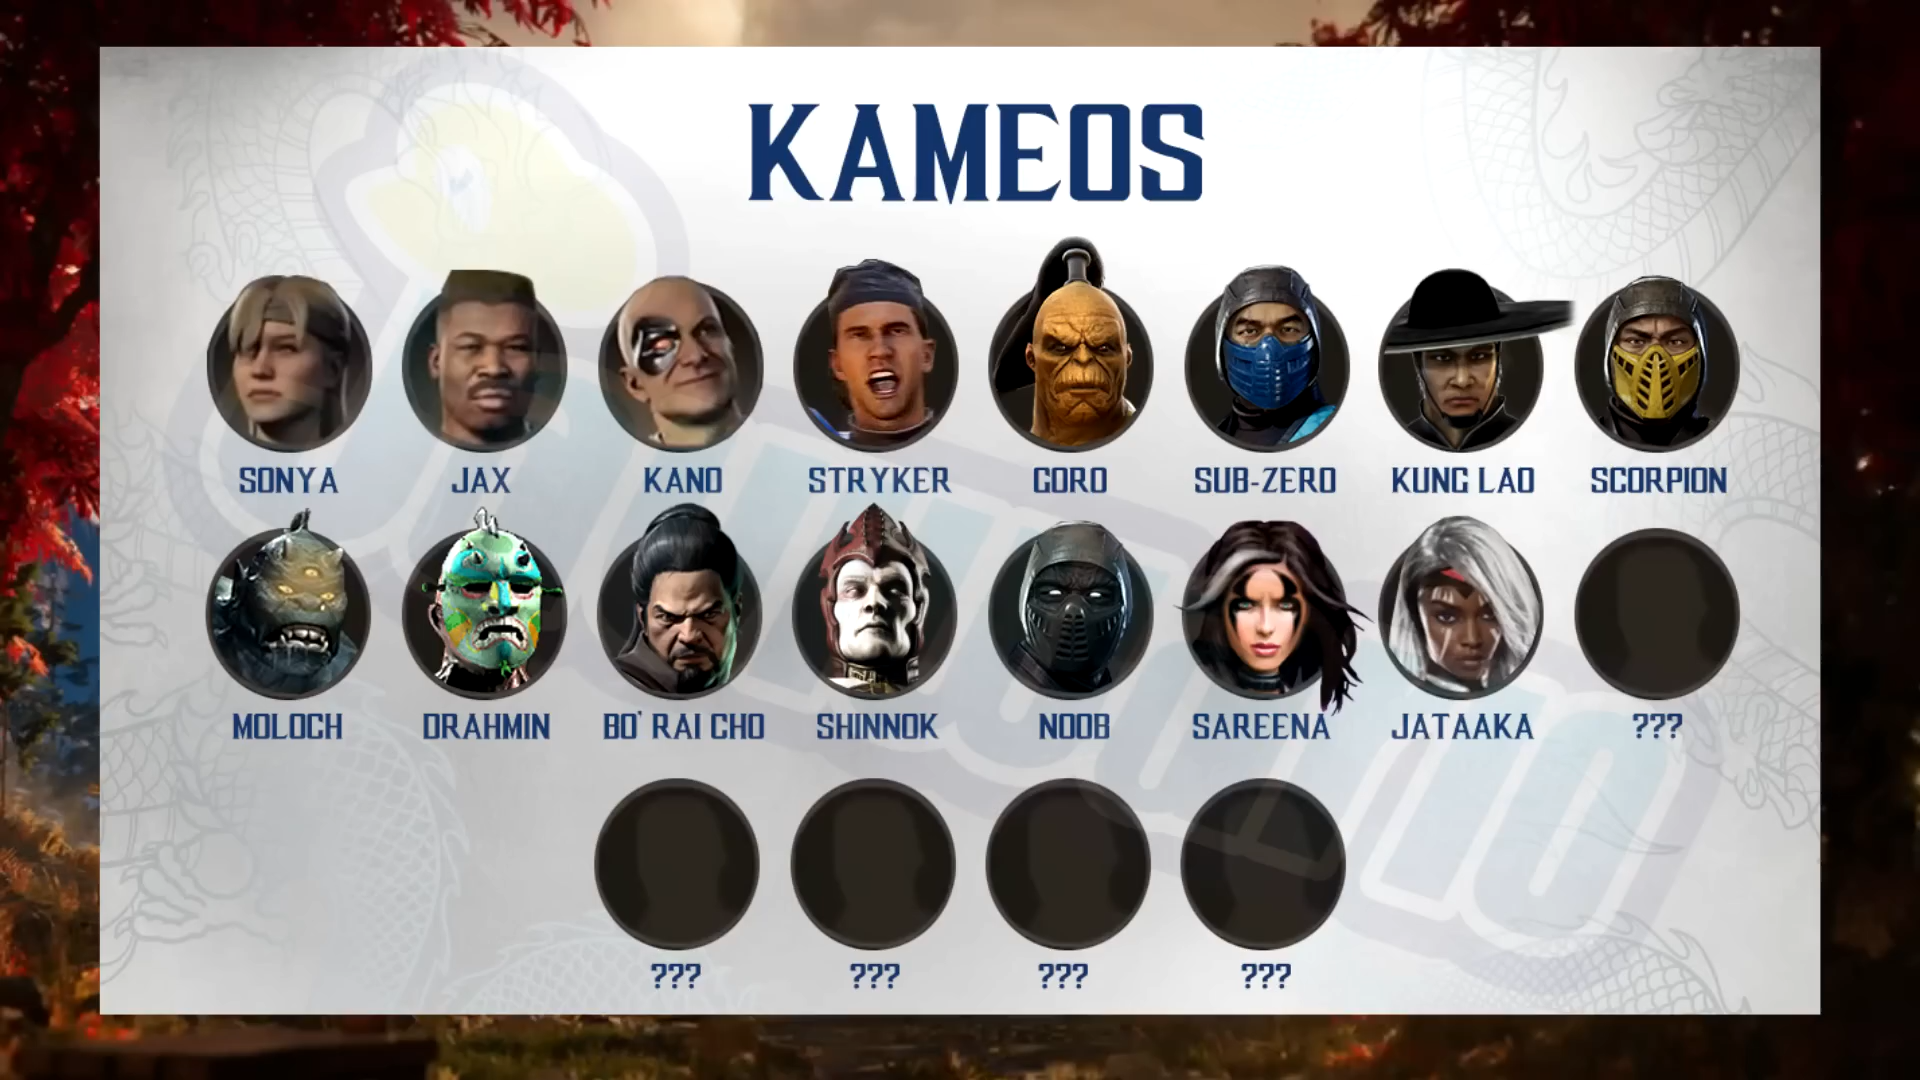 KAMEOS
SONYA JAX KANO STRYKER GORO SUB-ZERO KUNG LAO SCORPION
MOLOCH DRAHMIN BO' RAI CHO SHINNOK NOOB SAREENA JATAAKA ???
??? ??? ??? ???